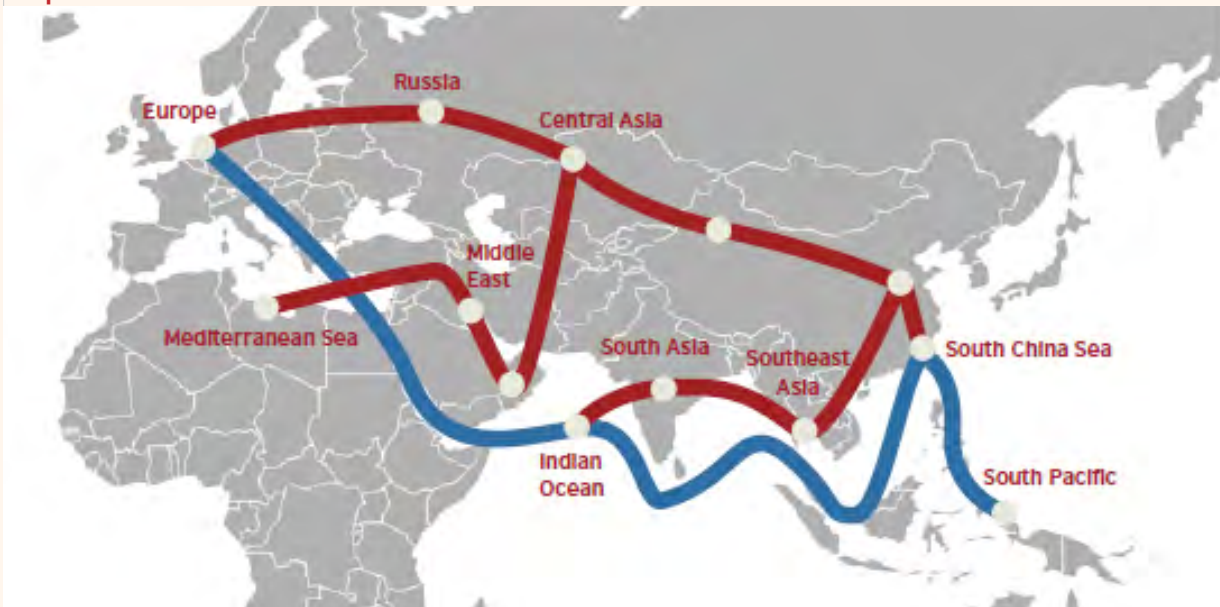 Russia
Europe
Central Asia
Middle
East
Mediterranean Sea
South Asia
Southeast
Asia
South China Sea
Indian
Ocean
South Pacific